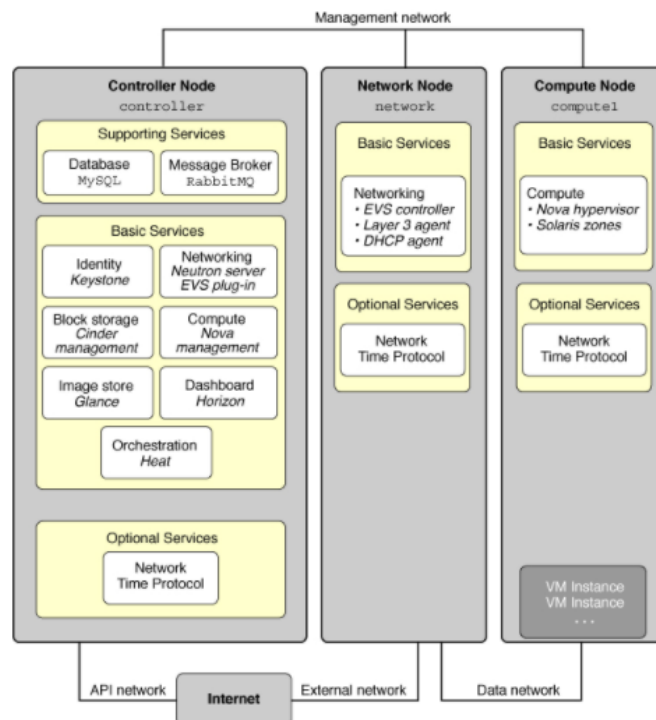 Management network
Controller Node
controller
Supporting Services
Database
MySQL
Message Broker
RabbitMQ
Basic Services
Identity
Keystone
Networking
Neutron server
EVS plug-in
Block storage
Cinder
management
Compute
Nova
management
Image store
Glance
Dashboard
Horizon
Orchestration
Heat
Optional Services
Network
Time Protocol
Network Node
network
Basic Services
Networking
• EVS controller
• Layer 3 agent
• DHCP agent
Optional Services
Network
Time Protocol
Compute Node
compute1
Basic Services
Compute
• Nova hypervisor
• Solaris zones
Optional Services
Network
Time Protocol
VM Instance
VM Instance
. . .
API network
Internet
External network
Data network